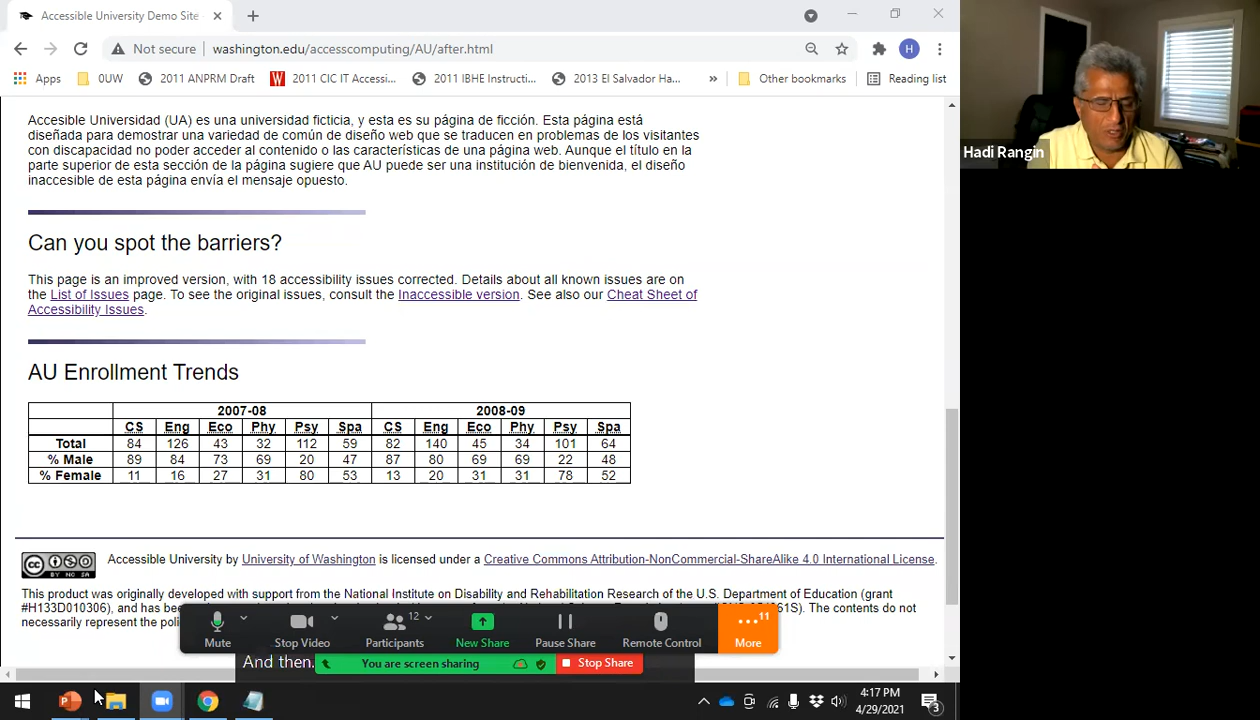 Accessible University Demo Site
Not secure washington.edu/accesscomputing/AU/after.html
H
Apps 0UW 2011 ANPRM Draft 2011 CIC IT Accessi... 2011 IBHE Instructi... 2013 El Salvador Ha... » Other bookmarks Reading list
Accesible Universidad (UA) es una universidad ficticia, y esta es su página de ficción. Esta página está
diseñada para demostrar una variedad de común de diseño web que se traducen en problemas de los visitantes
con discapacidad no poder acceder al contenido o las características de una página web. Aunque el título en la
parte superior de esta sección de la página sugiere que AU puede ser una institución de bienvenida, el diseño
inaccesible de esta página envía el mensaje opuesto.
Can you spot the barriers?
This page is an improved version, with 18 accessibility issues corrected. Details about all known issues are on
the List of Issues page. To see the original issues, consult the Inaccessible version. See also our Cheat Sheet of
Accessibility Issues.
AU Enrollment Trends
2007-08 2008-09
CS Eng Eco Phy Psy Spa CS Eng Eco Phy Psy Spa
Total 84 126 43 32 112 59 82 140 45 34 101 64
% Male 89 84 73 69 20 47 87 80 69 69 22 48
% Female 11 16 27 31 80 53 13 20 31 31 78 52
cc BY NC SA
Accessible University by University of Washington is licensed under a Creative Commons Attribution-NonCommercial-ShareAlike 4.0 International License.
This product was originally developed with support from the National Institute on Disability and Rehabilitation Research of the U.S. Department of Education (grant
#H133D010306), and has The contents do not
necessarily represent the
Mute Stop Video 12 Participants New Share Pause Share Remote Control 11 More
And then. You are screen sharing Stop Share
4:17 PM
4/29/2021
3
Hadi Rangin